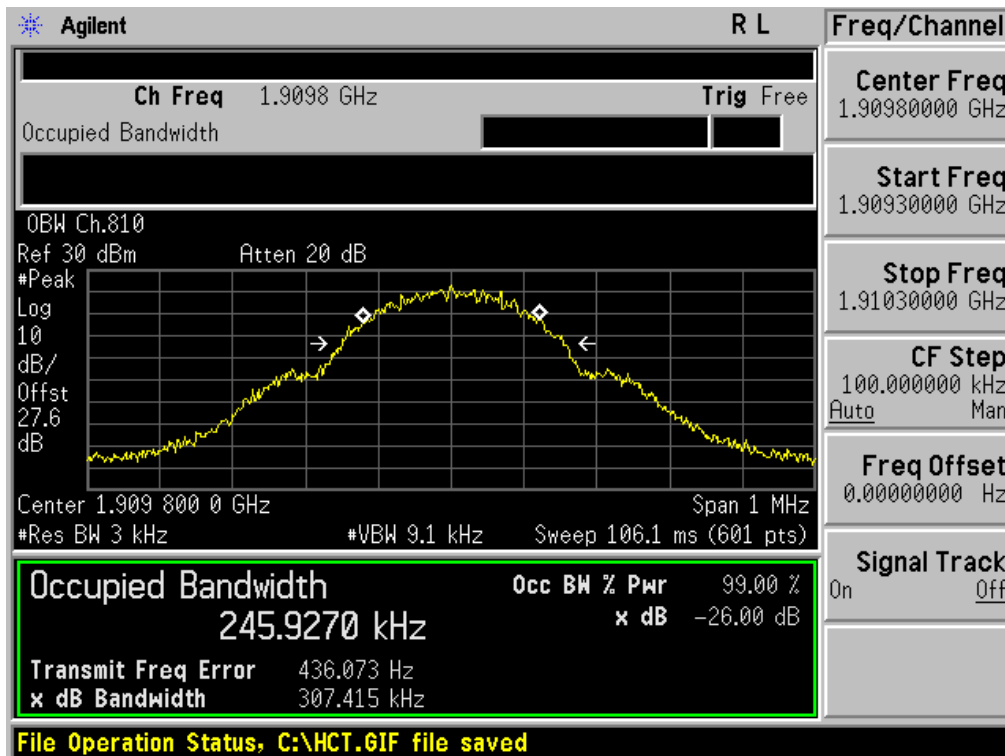 Agilent R L Freq/Channel
Ch Freq 1.9098 GHz Trig Free
Occupied Bandwidth
OBW Ch.810
Ref 30 dBm Atten 20 dB
#Peak
Log
10
dB/
Offst
27.6
dB
Center 1.909 800 0 GHz Span 1 MHz
#Res BW 3 kHz #VBW 9.1 kHz Sweep 106.1 ms (601 pts)
Occupied Bandwidth
245.9270 kHz
Occ BW % Pwr 99.00 %
x dB -26.00 dB
Transmit Freq Error 436.073 Hz
x dB Bandwidth 307.415 kHz
Center Freq
1.90980000 GHz
Start Freq
1.90930000 GHz
Stop Freq
1.91030000 GHz
CF Step
100.000000 kHz
Auto Man
Freq Offset
0.00000000 Hz
Signal Track
On Off
File Operation Status, C:\HCT.GIF file saved